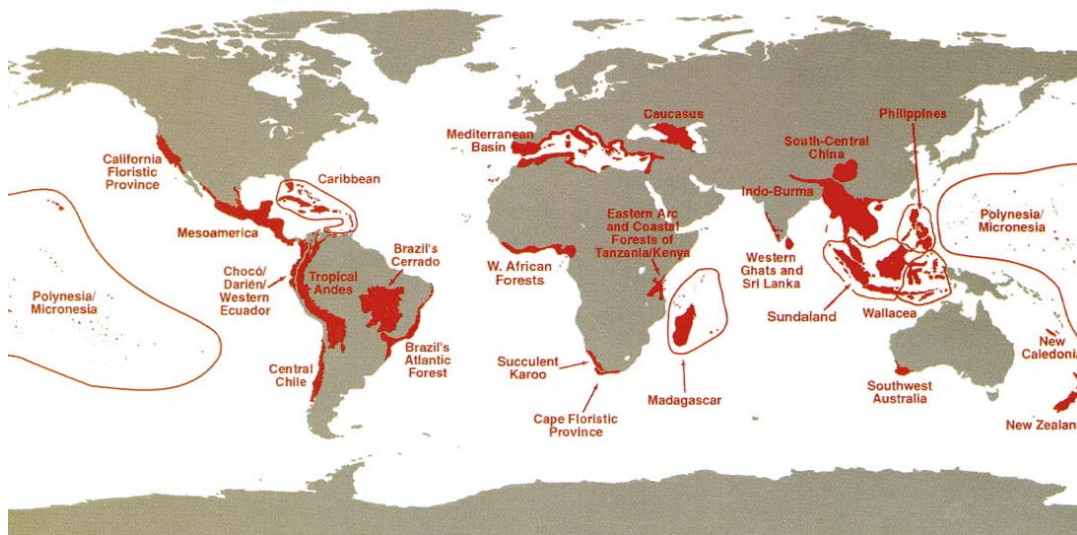 California
Floristic
Province
Caribbean
Mesoamerica
Polynesia/
Micronesia
Chocó/
Darién/
Western
Ecuador
Tropical
Andes
Brazil's
Cerrado
Brazil's
Atlantic
Forest
Central
Chile
Mediterranean
Basin
Caucasus
W. African
Forests
Eastern Arc
and Coastal
Forests of
Tanzania/Kenya
Succulent
Karoo
Cape Floristic
Province
Madagascar
Philippines
South-Central
China
Indo-Burma
Western
Ghats and
Sri Lanka
Sundaland
Wallacea
Polynesia/
Micronesia
New
Caledonia
Southwest
Australia
New Zealand